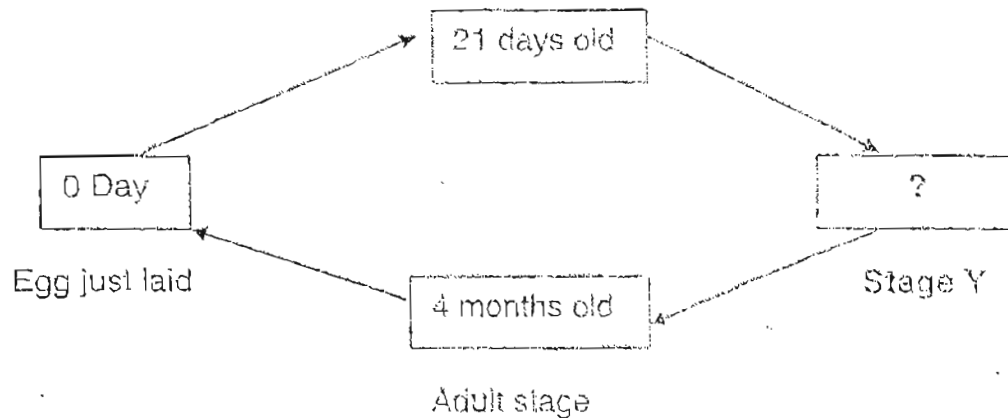 21 days old
0 Day
?
Egg just laid
Stage Y
4 months old
Adult stage